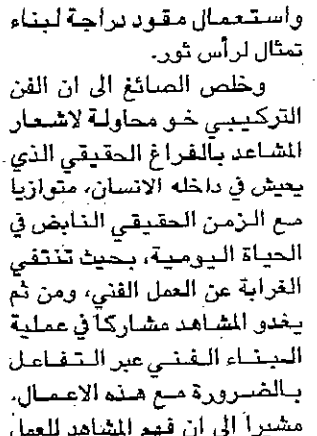 واستعمال مقود دراجة لبناء
تمثال لرأس ثور.
وخلص الصائغ الى ان الفن
التركيبي خو محاولة لاشعار
المشاعد بالفراغ الحقيقي الذي
يعيش في داخله الانسان، متوازيا
مع الزمن الحقيقي النابض في
الحياة اليومية، بحيث تنتفي
الغرابة عن العمل الفني، ومن ثم
يغدو المشاهد مشاركاً في عملية
البناء الفني عبر التفاعل
بالضرورة مع هذه الاعمال،
مشيراً الى ان فهم المشاهد للعمل